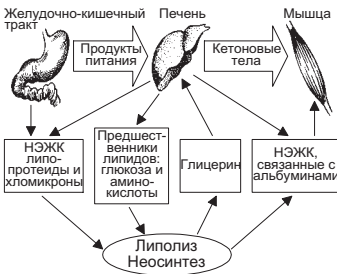 Желудочно-кишечный
тракт
Печень
Мышца
Продукты
питания
Кетоновые
тела
НЭЖК
липо-
протеиды и
хломикроны
Предшест-
венники
липидов:
глюкоза и
амино-
кислоты
Глицерин
НЭЖК,
связанные с
альбуминами
Липолиз
Неосинтез